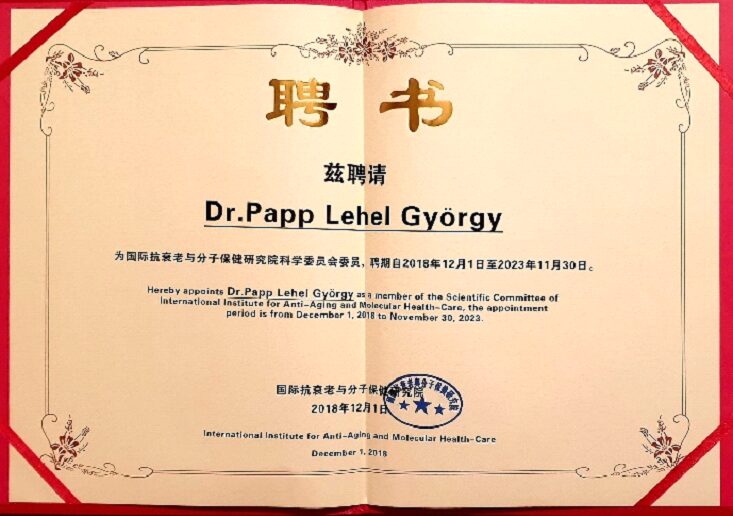 聘书
兹聘请
Dr.Papp Lehel György
为国际抗衰老与分子保健研究院科学委员会委员，聘期自2018年12月1日至2023年11月30日。
Hereby appoints Dr.Papp Lehel György as a member of the Scientific Committee of
International Institute for Anti-Aging and Molecular Health-Care, the appointment
period is from December 1, 2018 to November 30, 2023.
国际抗衰老与分子保健研究院
2018年12月1日
International Institute for Anti-Aging and Molecular Health-Care
December 1, 2018